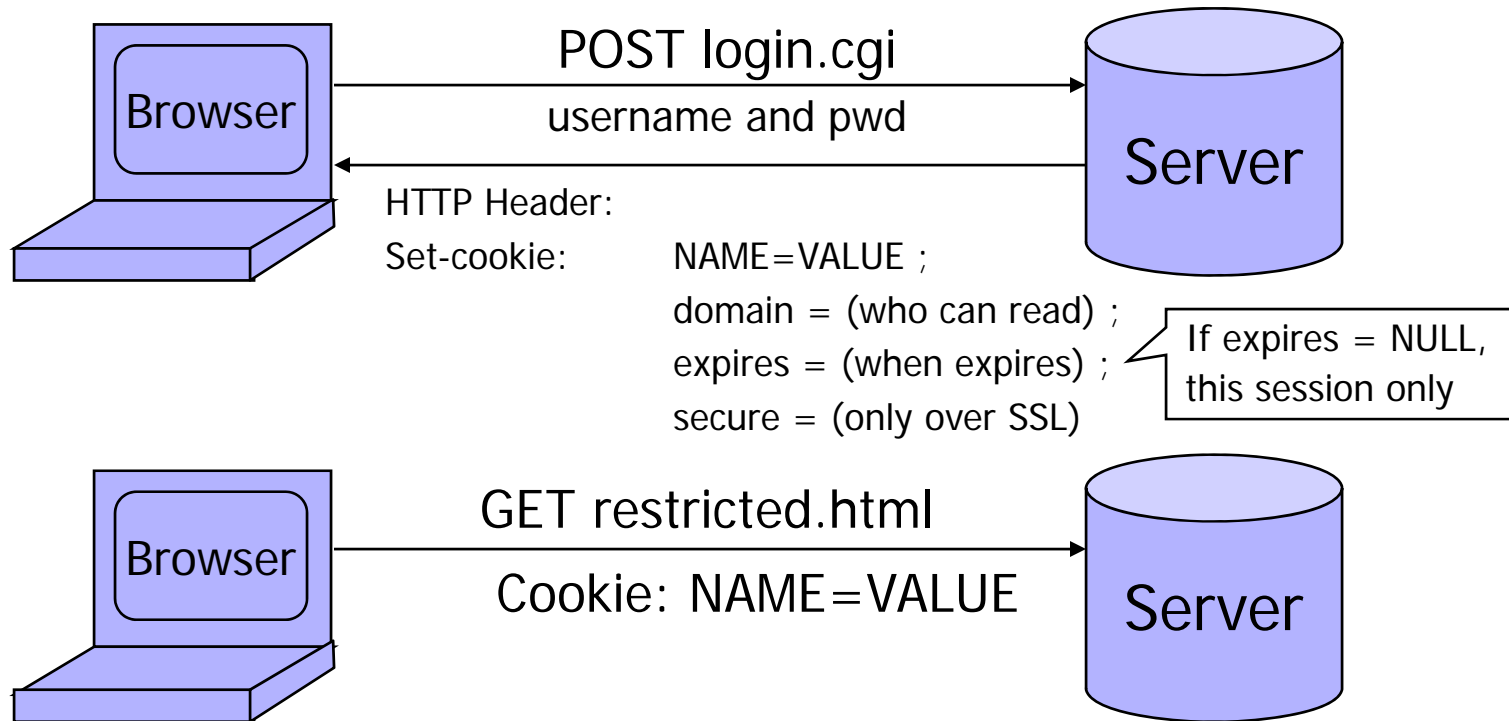 POST login.cgi
Browser
username and pwd
Server
HTTP Header:
Set-cookie: NAME=VALUE ;
domain = (who can read) ;
expires = (when expires) ;
secure = (only over SSL)
If expires = NULL,
this session only
GET restricted.html
Browser
Cookie: NAME=VALUE
Server